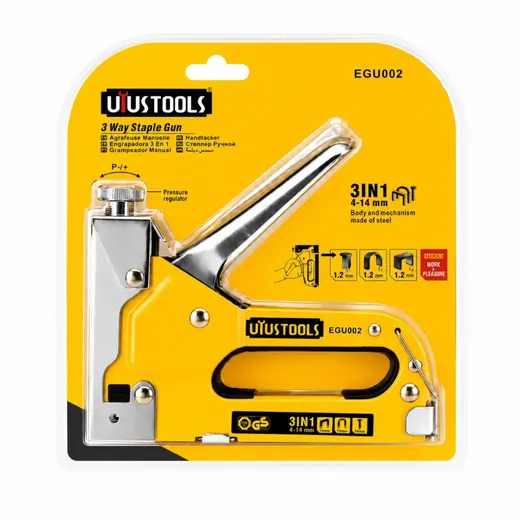 EGU002
UYUSTOOLS
3 Way Staple Gun
Agrafeuse Manuelle
Handtacker
Engrapadora 3 En 1
Степлер Ручной
Grampeador Manual
P-/+
Pressure
regulator
3IN1
4-14 mm
Body and mechanism
made of steel
1.2 mm
1.2 mm
1.2 mm
EFFICIENT
WORK
PLEASURE
UYUSTOOLS
EGU002
GS
3IN1
4-14 mm